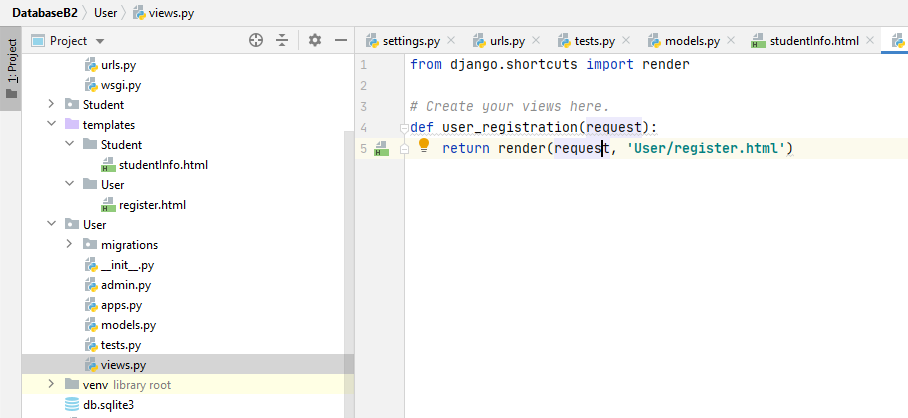 DatabaseB2 User views.py
1: Project
Project
settings.py urls.py tests.py models.py studentInfo.html
urls.py
wsgi.py
Student
templates
Student
studentInfo.html
User
register.html
User
migrations
__init__.py
admin.py
apps.py
models.py
tests.py
views.py
venv library root
db.sqlite3
1 from django.shortcuts import render
2
3 # Create your views here.
4 def user_registration(request):
5 return render(request, 'User/register.html')